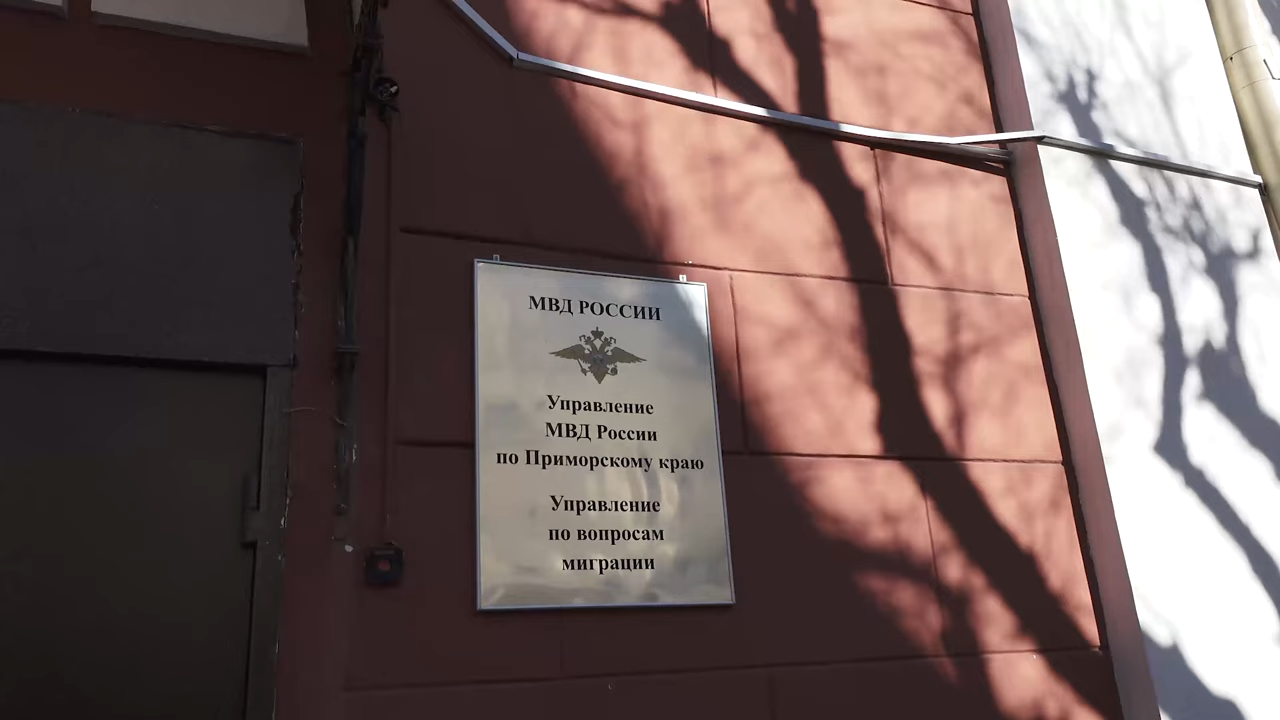 МВД РОССИИ
Управление
МВД России
по Приморскому краю
Управление
по вопросам
миграции